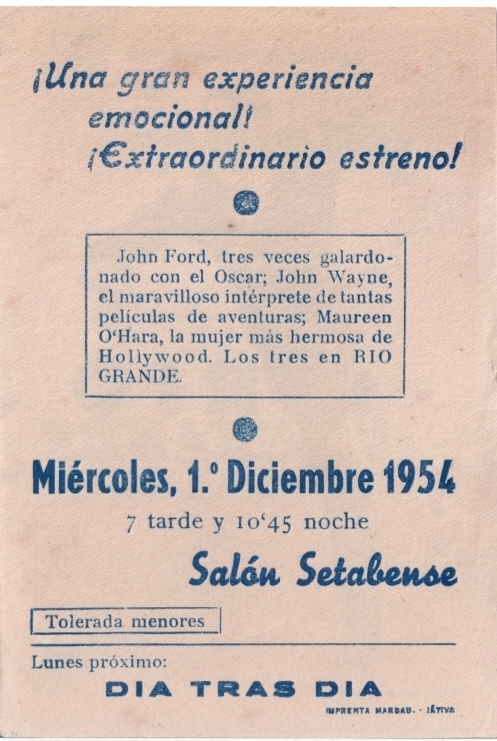 ¡Una gran experiencia
emocional!
¡Extraordinario estreno!
John Ford, tres veces galardo-
nado con el Oscar; John Wayne,
el maravilloso intérprete de tantas
películas de aventuras; Maureen
O‘Hara, la mujer más hermosa de
Hollywood. Los tres en RIO
GRANDE.
Miércoles, 1.º Diciembre 1954
7 tarde y 10‘45 noche
Salón Setabense
Tolerada menores
Lunes próximo:
DIA TRAS DIA
IMPRENTA MARDAU. - JÁTIVA